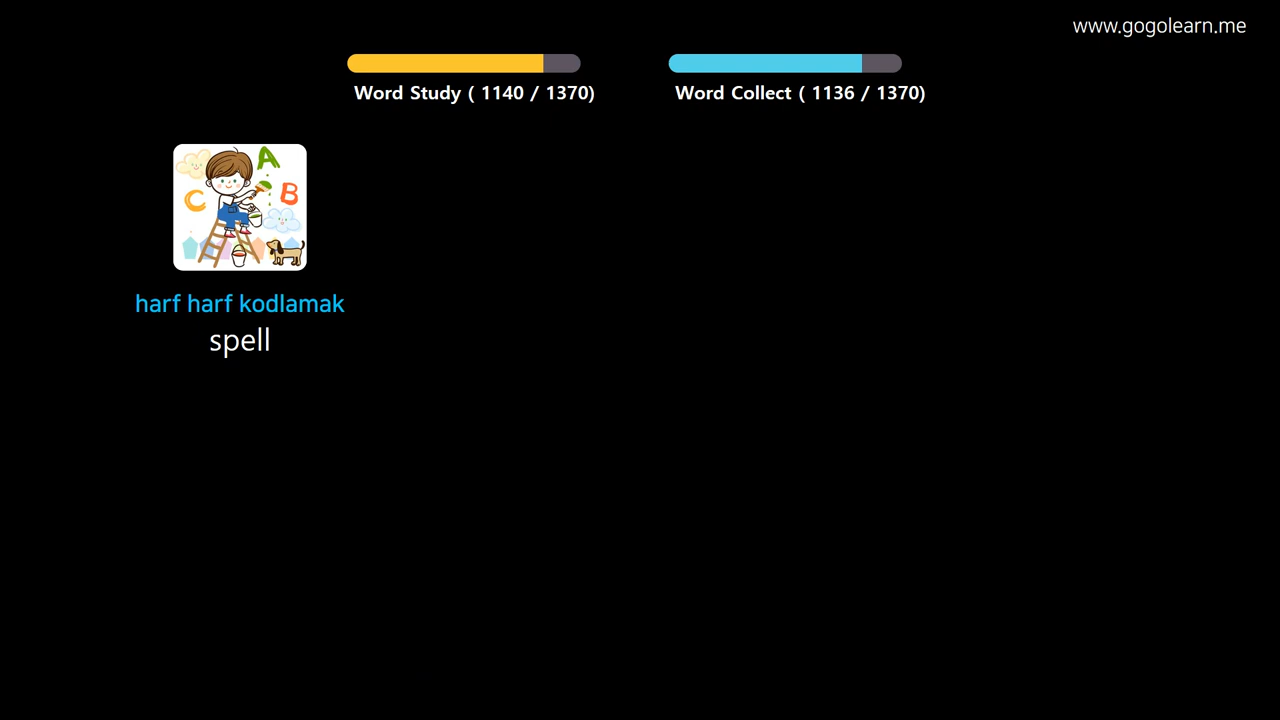 www.gogolearn.me
Word Study ( 1140 / 1370)
Word Collect ( 1136 / 1370)
A
C
B
harf harf kodlamak
spell